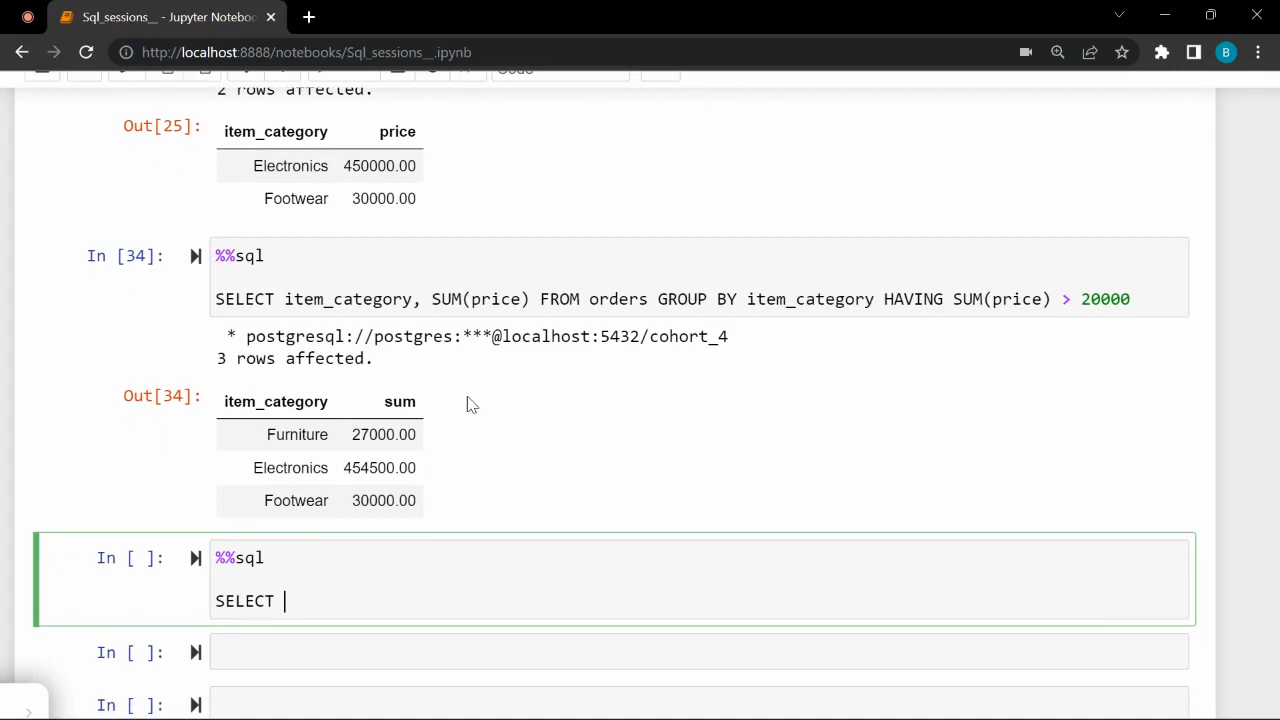 Sql_sessions__ - Jupyter Notebool
http://localhost:8888/notebooks/Sql_sessions__.ipynb
B
Code
2 rows affected.
Out[25]:
item_category price
Electronics 450000.00
Footwear 30000.00
In [34]: %%sql
SELECT item_category, SUM(price) FROM orders GROUP BY item_category HAVING SUM(price) > 20000
* postgresql://postgres:***@localhost:5432/cohort_4
3 rows affected.
Out[34]:
item_category sum
Furniture 27000.00
Electronics 454500.00
Footwear 30000.00
In [ ]: %%sql
SELECT
In [ ]:
In [ ]: